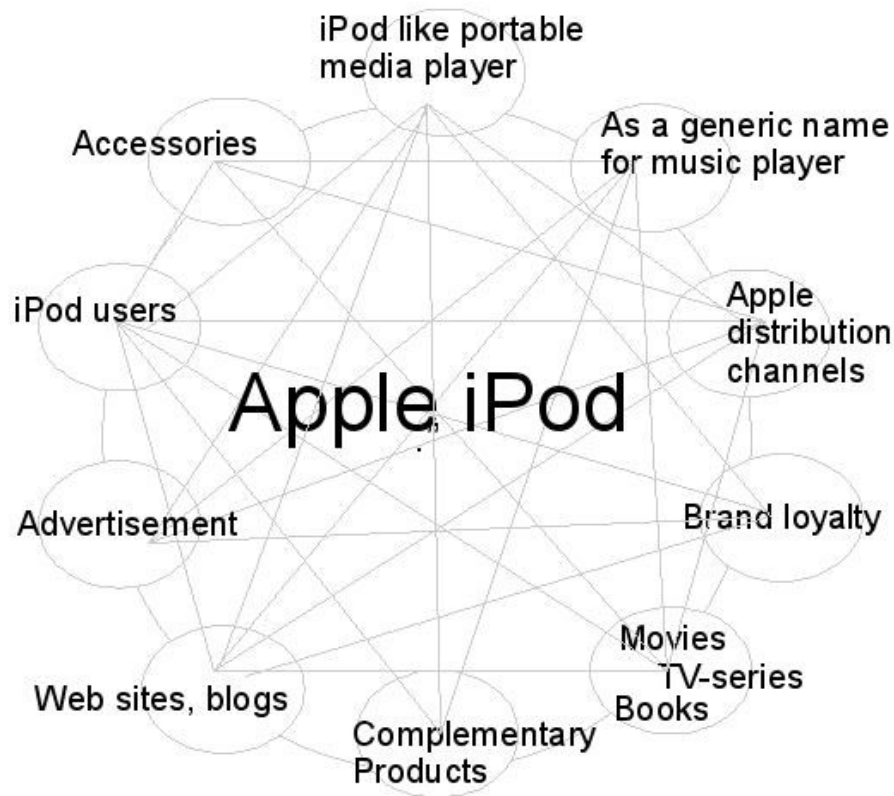 iPod like portable
media player
Accessories
As a generic name
for music player
iPod users
Apple
distribution
channels
Apple iPod
Advertisement
Brand loyalty
Movies
TV-series
Books
Web sites, blogs
Complementary
Products